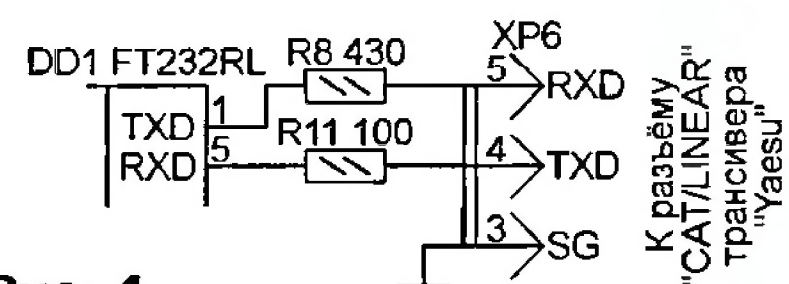 DD1 FT232RL
R8 430
XP6
TXD
1
5
RXD
R11 100
RXD
5
4
TXD
3
SG
К разъёму
"CAT/LINEAR"
трансивера
"Yaesu"